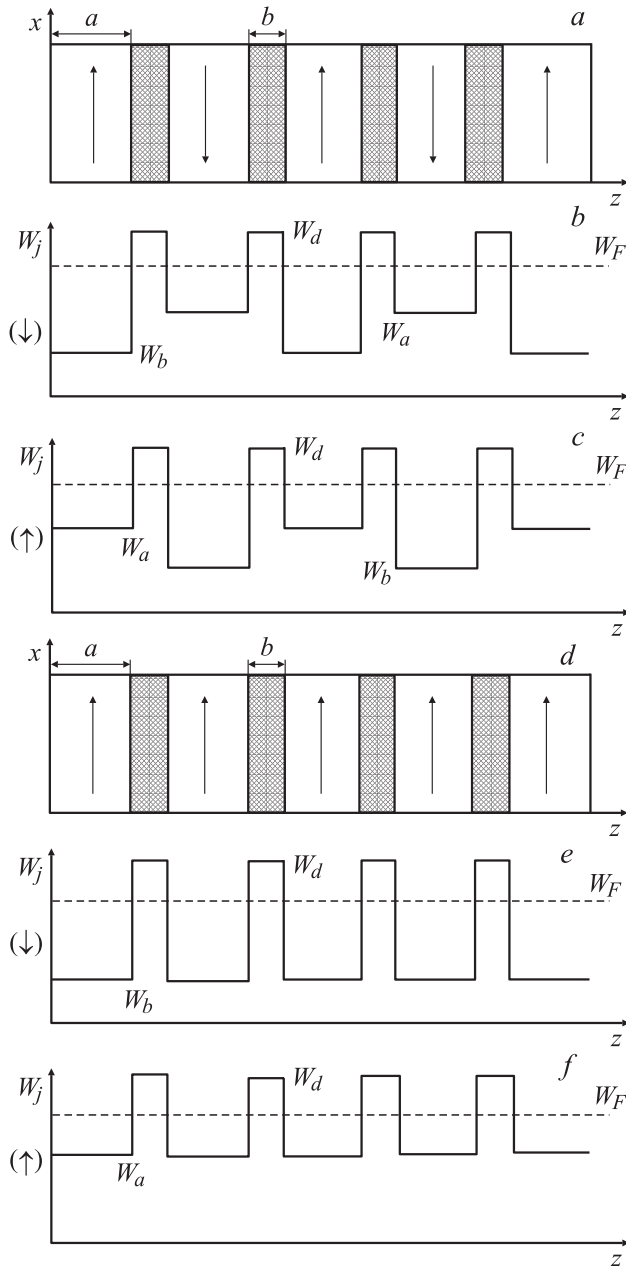 x a b a
z
W_j W_d b W_F
(↓) W_b W_a
z
W_j W_d c W_F
(↑) W_a W_b
z
x a b d
z
W_j W_d e W_F
(↓) W_b
z
W_j W_d f W_F
(↑) W_a
z